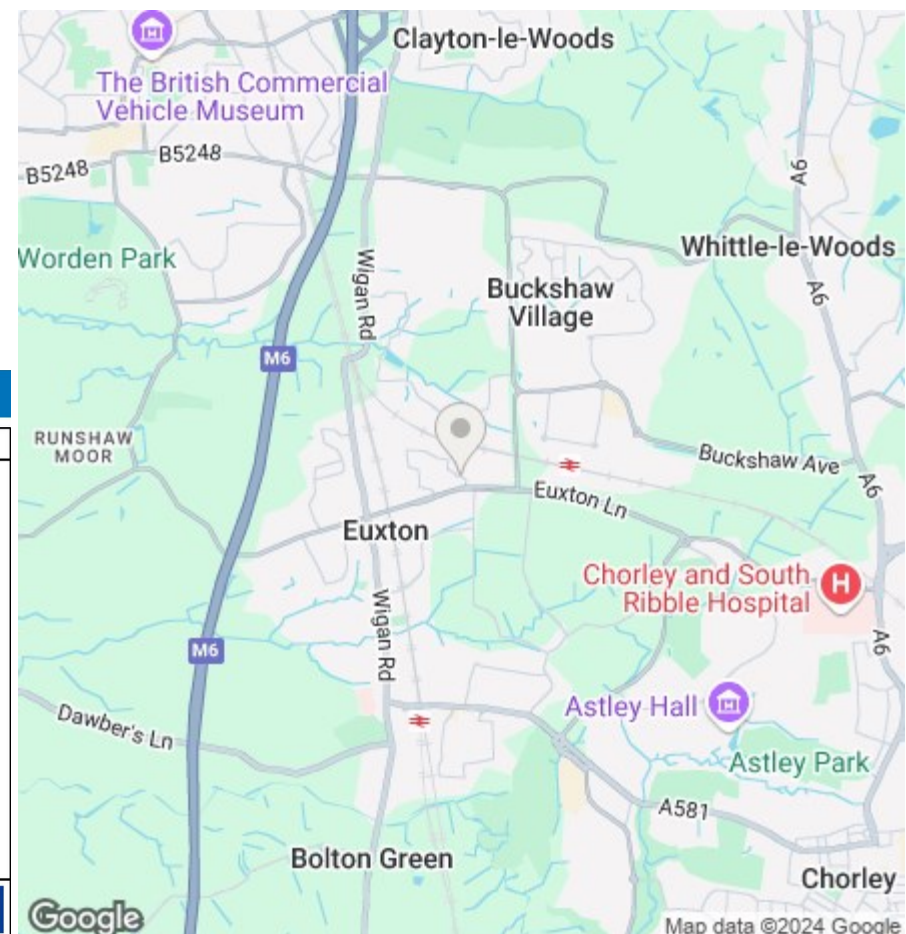 Clayton-le-Woods
The British Commercial
Vehicle Museum
B5248
B5248
A6
Worden Park
Wigan Rd
Whittle-le-Woods
Buckshaw
Village
A6
M6
RUNSHAW
MOOR
Buckshaw Ave
A6
Euxton Ln
Euxton
Chorley and South
Ribble Hospital
H
Wigan Rd
A6
M6
Astley Hall
Dawber's Ln
Astley Park
A581
Bolton Green
Chorley
Google
Map data ©2024 Google